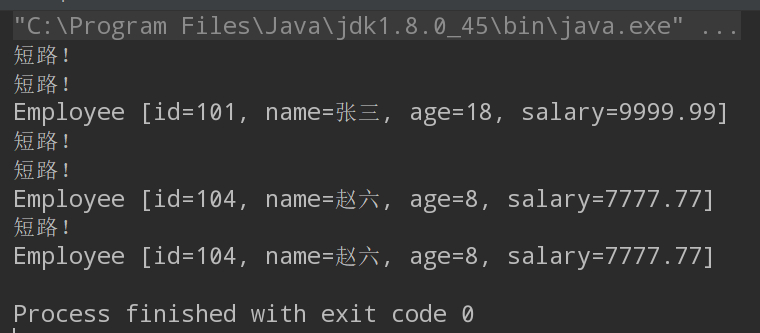 "C:\Program Files\Java\jdk1.8.0_45\bin\java.exe" ...
短路！
短路！
Employee [id=101, name=张三, age=18, salary=9999.99]
短路！
短路！
Employee [id=104, name=赵六, age=8, salary=7777.77]
短路！
Employee [id=104, name=赵六, age=8, salary=7777.77]
Process finished with exit code 0